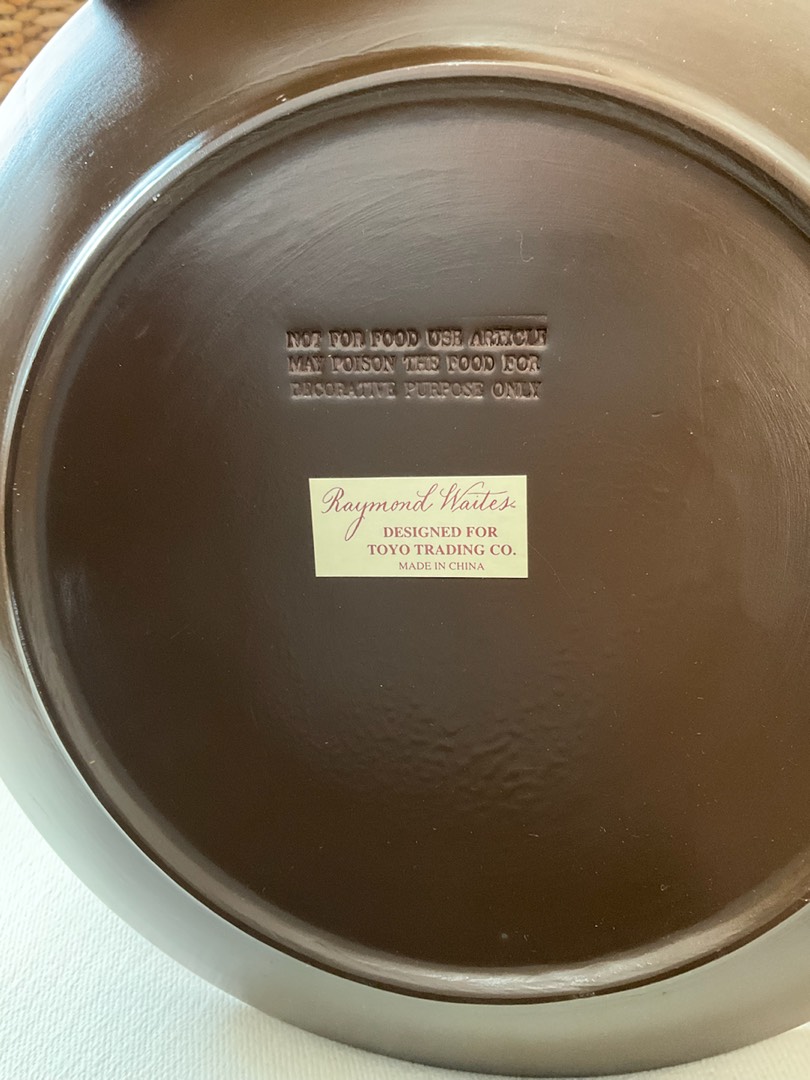 NOT FOR FOOD USE ARTICLE
MAY POISON THE FOOD FOR
DECORATIVE PURPOSE ONLY
Raymond Waites
DESIGNED FOR
TOYO TRADING CO.
MADE IN CHINA